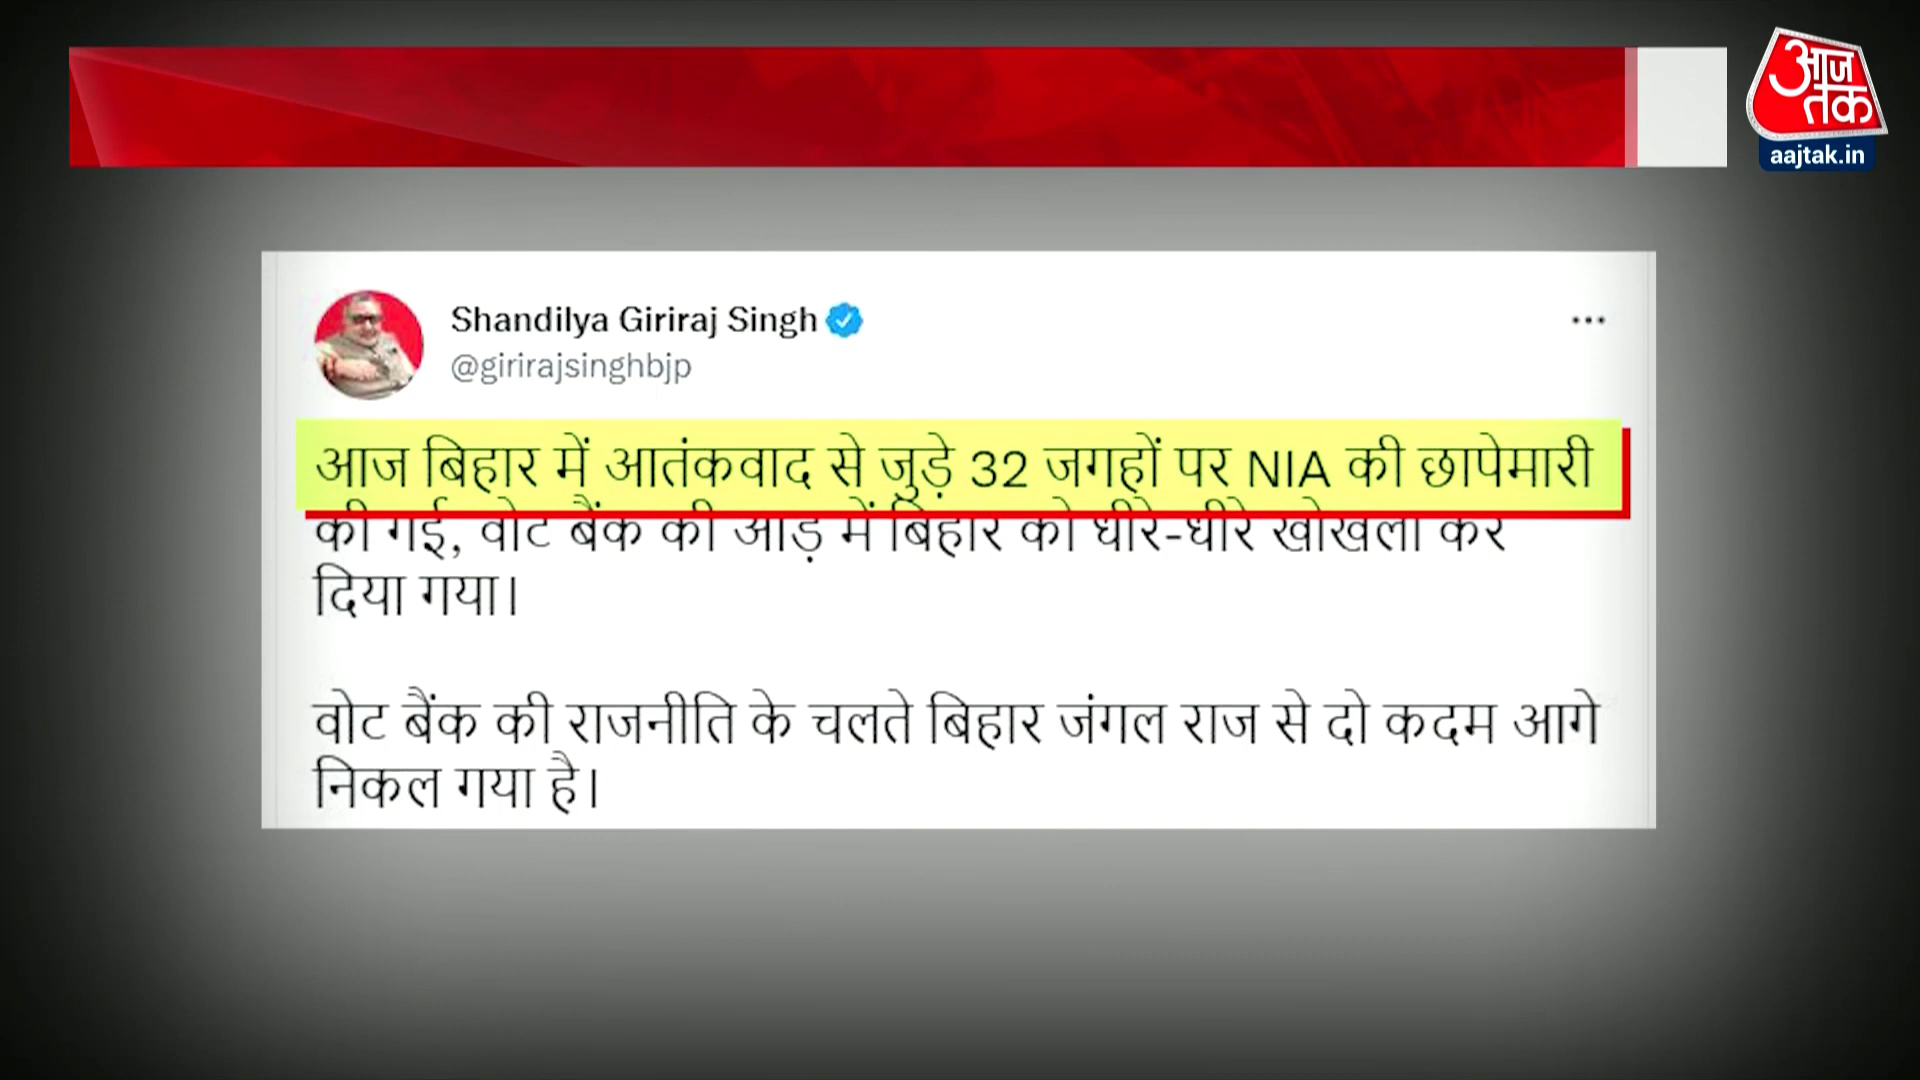 आज
तक
aajtak.in
Shandilya Giriraj Singh
@girirajsinghbjp
आज बिहार में आतंकवाद से जुड़े 32 जगहों पर NIA की छापेमारी
की गई, वोट बैंक की आड़ में बिहार को धीरे-धीरे खोखला कर
दिया गया।
वोट बैंक की राजनीति के चलते बिहार जंगल राज से दो कदम आगे
निकल गया है।